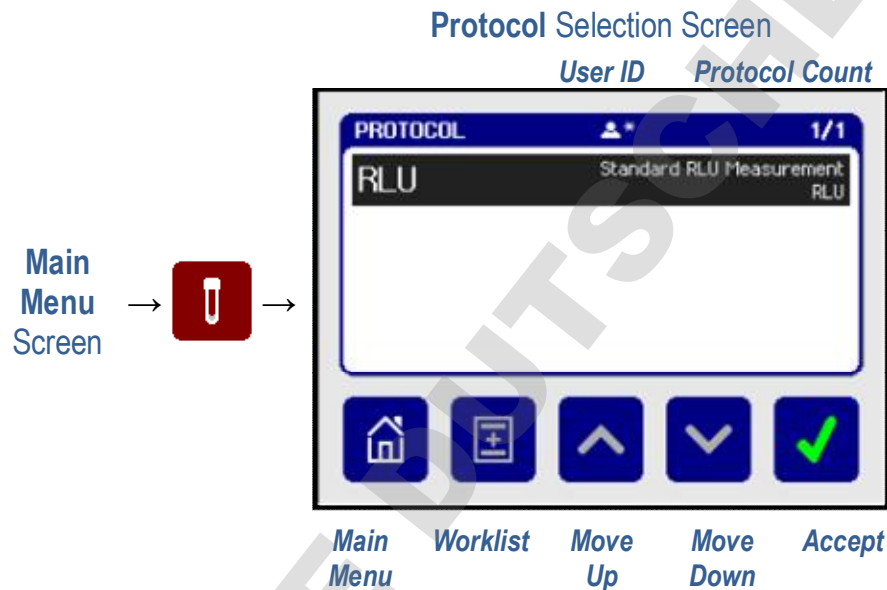 Protocol Selection Screen
User ID Protocol Count
PROTOCOL * 1/1
RLU Standard RLU Measurement
RLU
Main
Menu → →
Screen
Main Worklist Move Move Accept
Menu Up Down
DUTSCHE